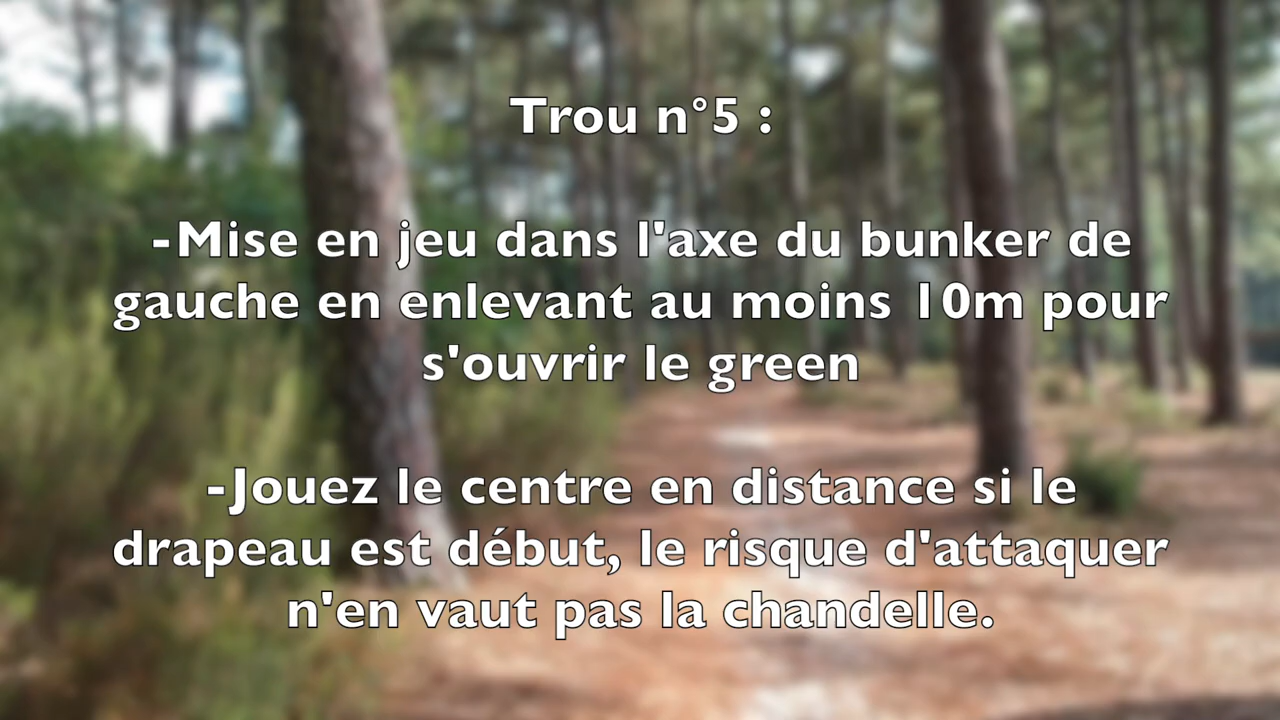 Trou n°5 :
-Mise en jeu dans l'axe du bunker de
gauche en enlevant au moins 10m pour
s'ouvrir le green
-Jouez le centre en distance si le
drapeau est début, le risque d'attaquer
n'en vaut pas la chandelle.